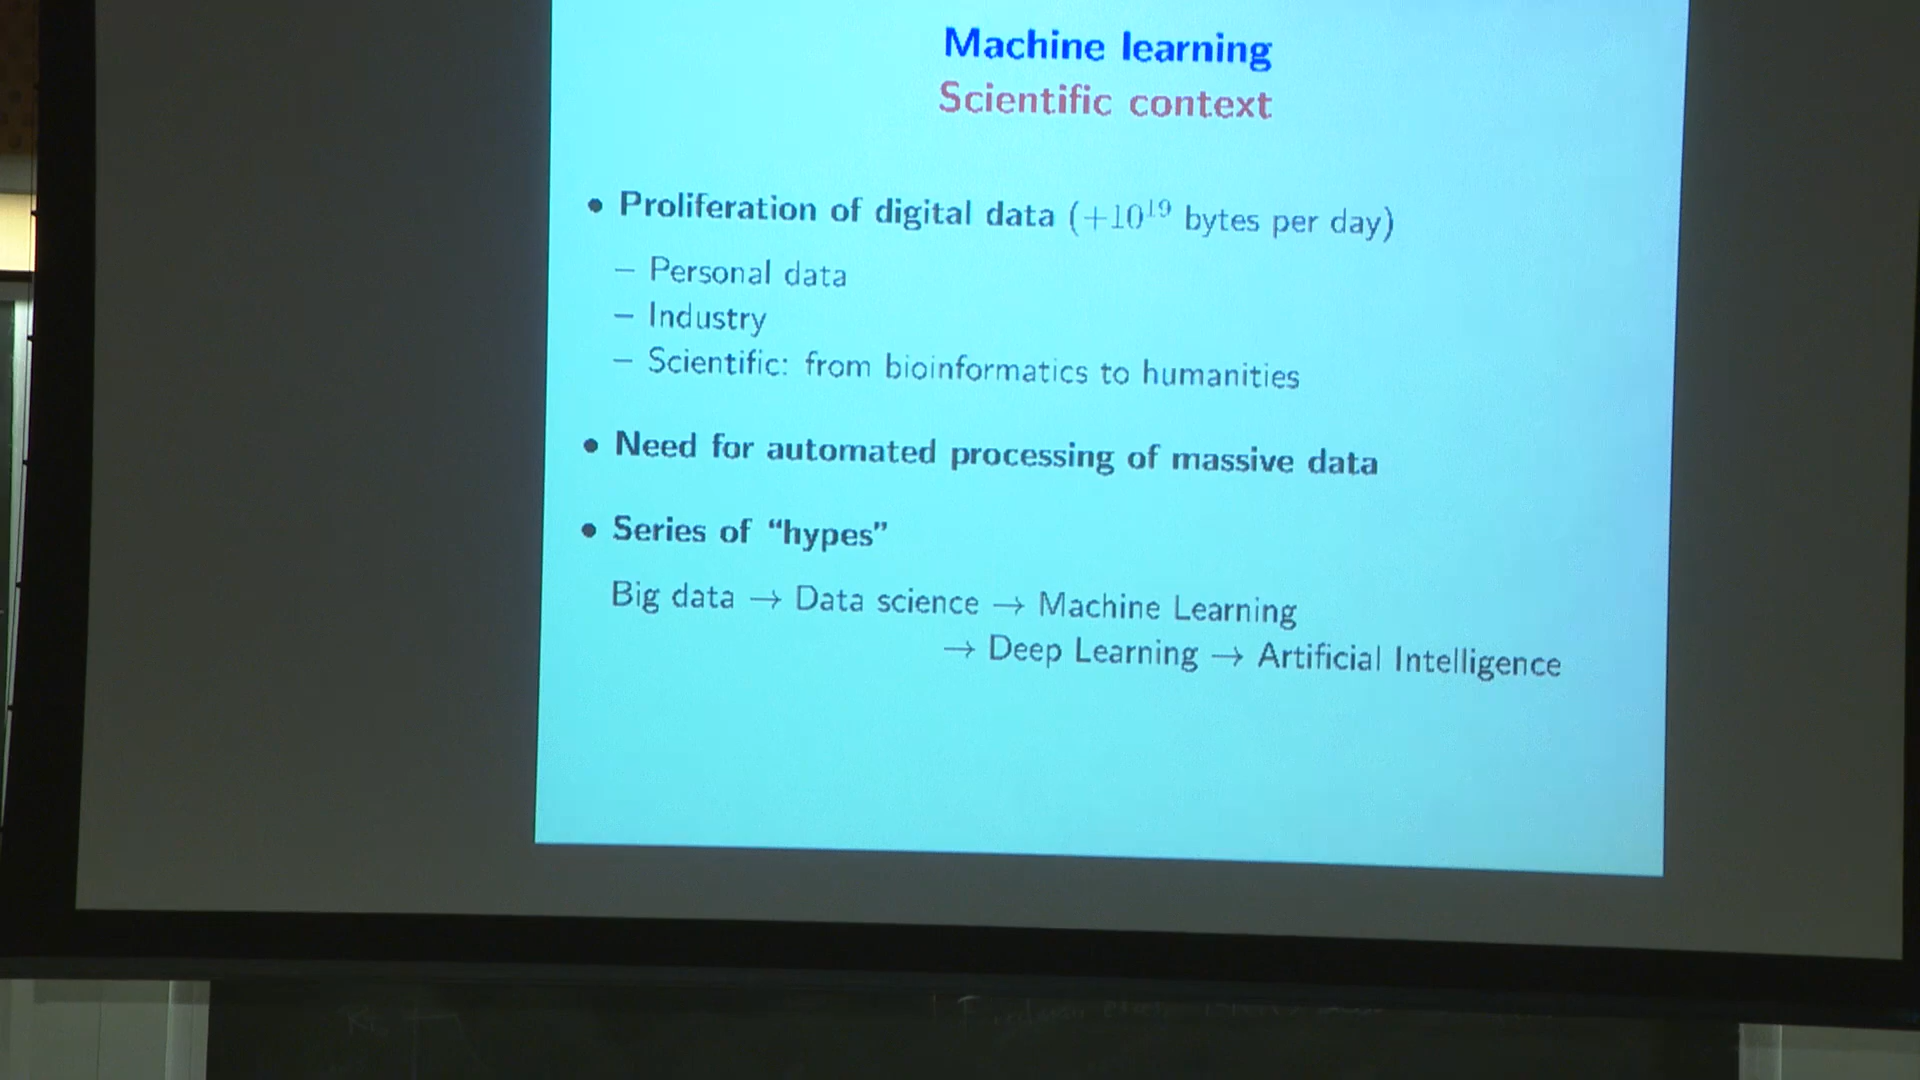 Machine learning
Scientific context
• Proliferation of digital data (+10¹⁹ bytes per day)
– Personal data
– Industry
– Scientific: from bioinformatics to humanities
• Need for automated processing of massive data
• Series of “hypes”
Big data → Data science → Machine Learning
→ Deep Learning → Artificial Intelligence